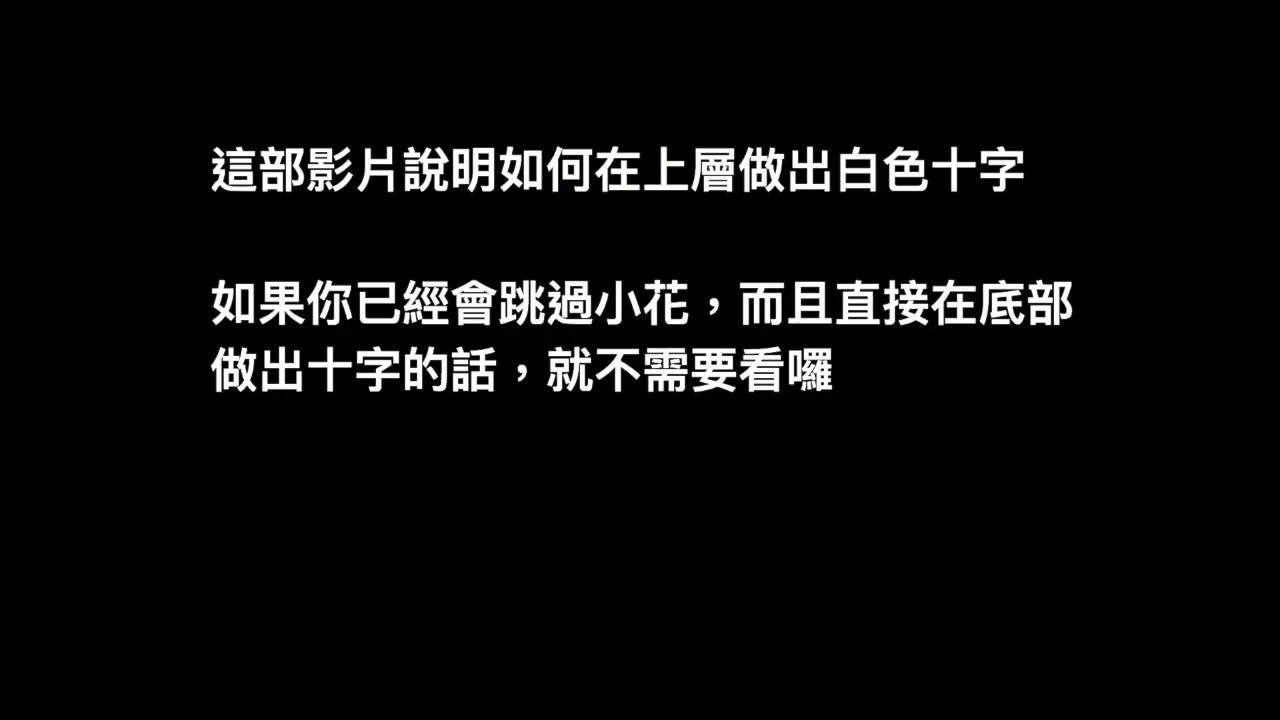 這部影片說明如何在上層做出白色十字
如果你已經會跳過小花，而且直接在底部
做出十字的話，就不需要看囉